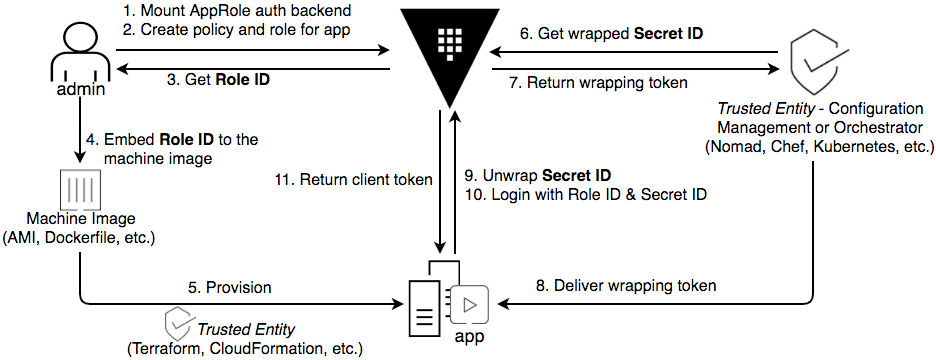 1. Mount AppRole auth backend
2. Create policy and role for app
3. Get Role ID
admin
4. Embed Role ID to the
machine image
Machine Image
(AMI, Dockerfile, etc.)
5. Provision
Trusted Entity
(Terraform, CloudFormation, etc.)
6. Get wrapped Secret ID
7. Return wrapping token
Trusted Entity - Configuration
Management or Orchestrator
(Nomad, Chef, Kubernetes, etc.)
8. Deliver wrapping token
9. Unwrap Secret ID
10. Login with Role ID & Secret ID
11. Return client token
app